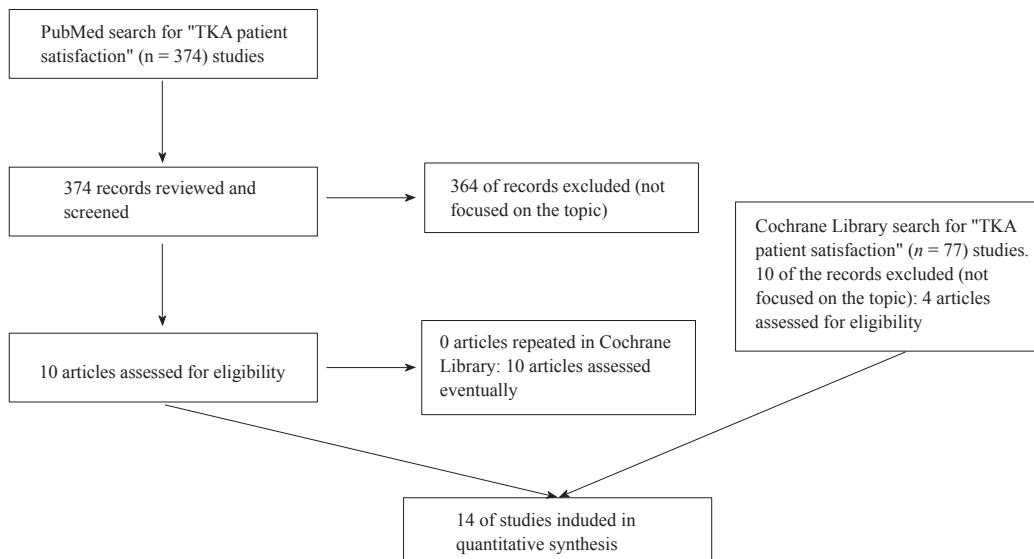 PubMed search for "TKA patient
satisfaction" (n = 374) studies
374 records reviewed and
screened
364 of records excluded (not
focused on the topic)
Cochrane Library search for "TKA
patient satisfaction" (n = 77) studies.
10 of the records excluded (not
focused on the topic): 4 articles
assessed for eligibility
10 articles assessed for eligibility
0 articles repeated in Cochrane
Library: 10 articles assessed
eventually
14 of studies induded in
quantitative synthesis